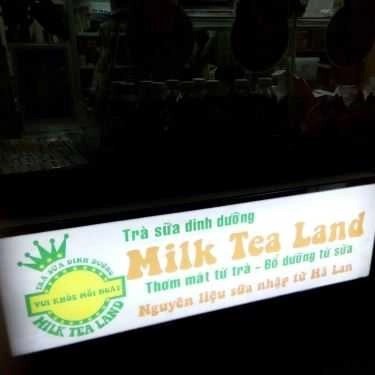 Trà sữa dinh dưỡng
Milk Tea Land
Thơm mát từ trà - Bổ dưỡng từ sữa
Nguyên liệu sữa nhập từ Hà Lan
TRÀ SỮA DINH DƯỠNG
VUI KHỎE MỖI NGÀY
MILK TEA LAND